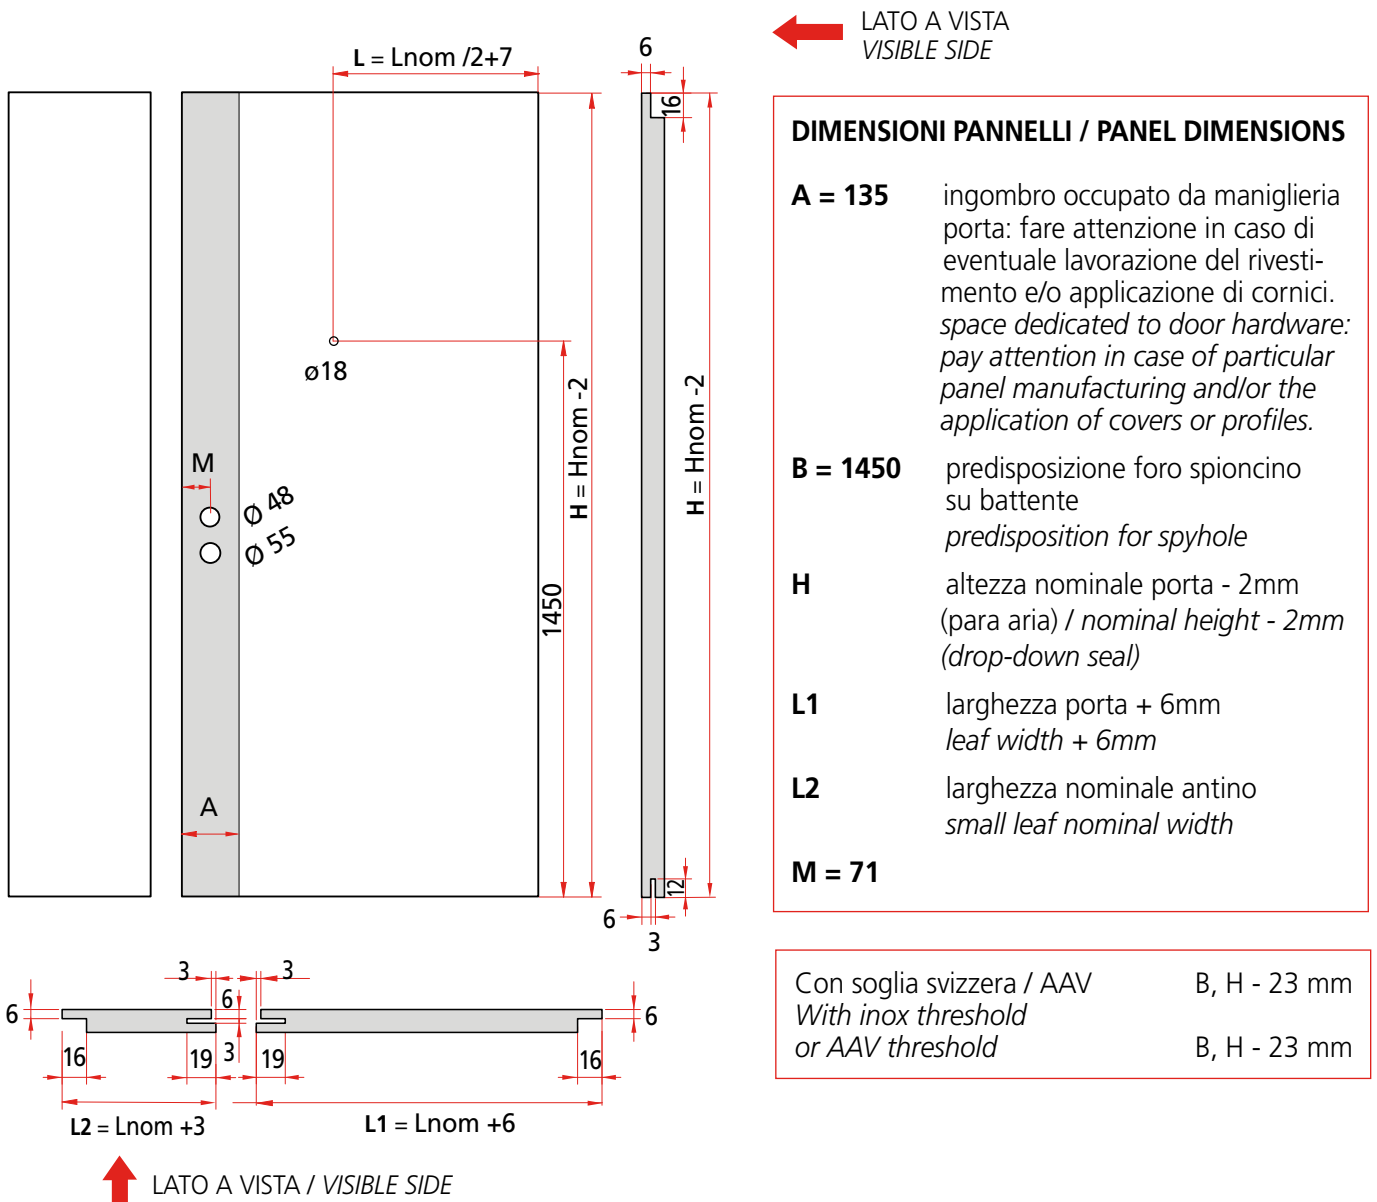 LATO A VISTA
VISIBLE SIDE
L = Lnom /2+7
6
16
ø18
H = Hnom -2
H = Hnom -2
M
Ø 48
Ø 55
1450
A
12
6
3
DIMENSIONI PANNELLI / PANEL DIMENSIONS
A = 135 ingombro occupato da maniglieria
porta: fare attenzione in caso di
eventuale lavorazione del rivesti-
mento e/o applicazione di cornici.
space dedicated to door hardware:
pay attention in case of particular
panel manufacturing and/or the
application of covers or profiles.
B = 1450 predisposizione foro spioncino
su battente
predisposition for spyhole
H altezza nominale porta - 2mm
(para aria) / nominal height - 2mm
(drop-down seal)
L1 larghezza porta + 6mm
leaf width + 6mm
L2 larghezza nominale antino
small leaf nominal width
M = 71
Con soglia svizzera / AAV B, H - 23 mm
With inox threshold
or AAV threshold B, H - 23 mm
3
3
6
6
6
16
19
3
19
16
L2 = Lnom +3
L1 = Lnom +6
LATO A VISTA / VISIBLE SIDE